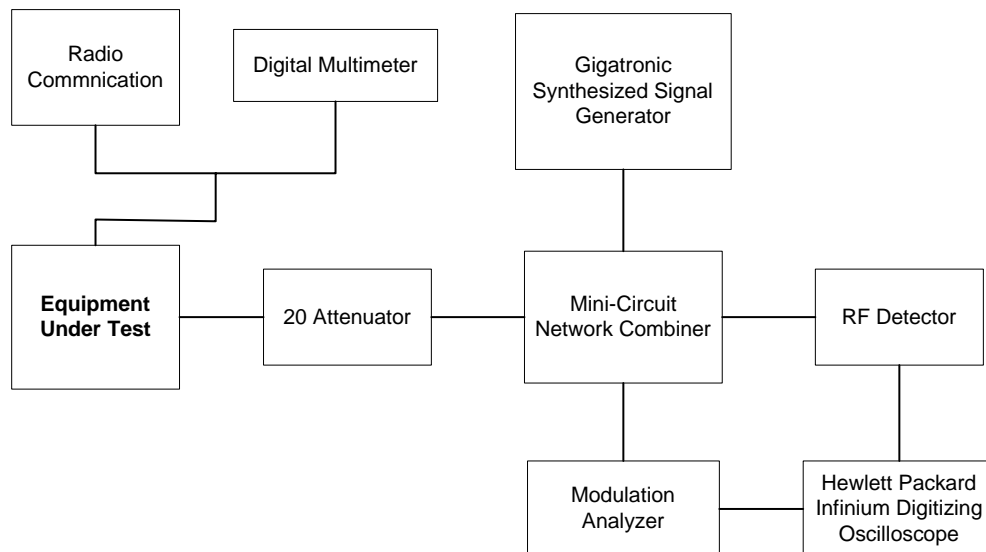 Radio
Commnication
Digital Multimeter
Gigatronic
Synthesized Signal
Generator
Equipment
Under Test
20 Attenuator
Mini-Circuit
Network Combiner
RF Detector
Modulation
Analyzer
Hewlett Packard
Infinium Digitizing
Oscilloscope